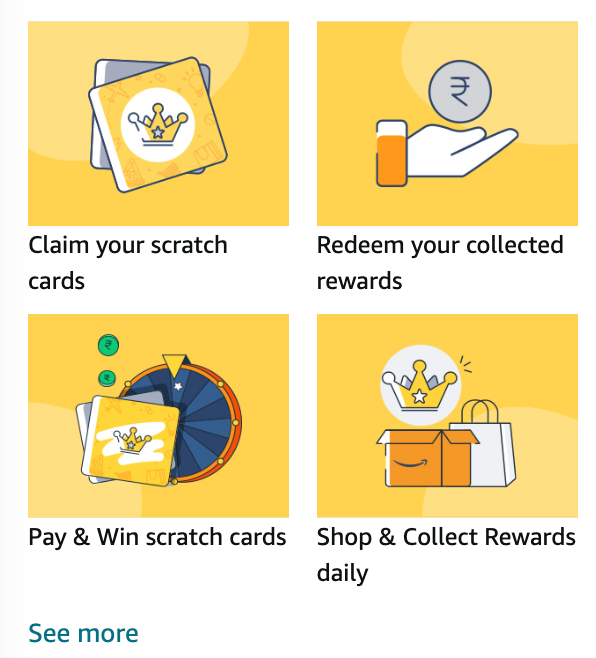 Claim your scratch
cards
₹
Redeem your collected
rewards
₹
₹
Pay & Win scratch cards
Shop & Collect Rewards
daily
See more